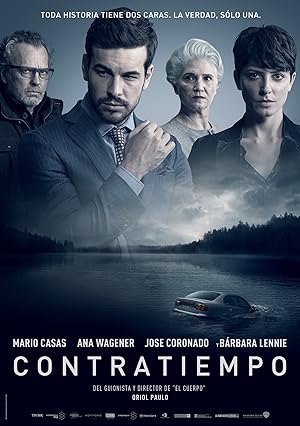 TODA HISTORIA TIENE DOS CARAS. LA VERDAD, SÓLO UNA.
MARIO CASAS ANA WAGENER JOSE CORONADO Y BÁRBARA LENNIE
CONTRATIEMPO
DEL GUIONISTA Y DIRECTOR DE "EL CUERPO"
ORIOL PAULO